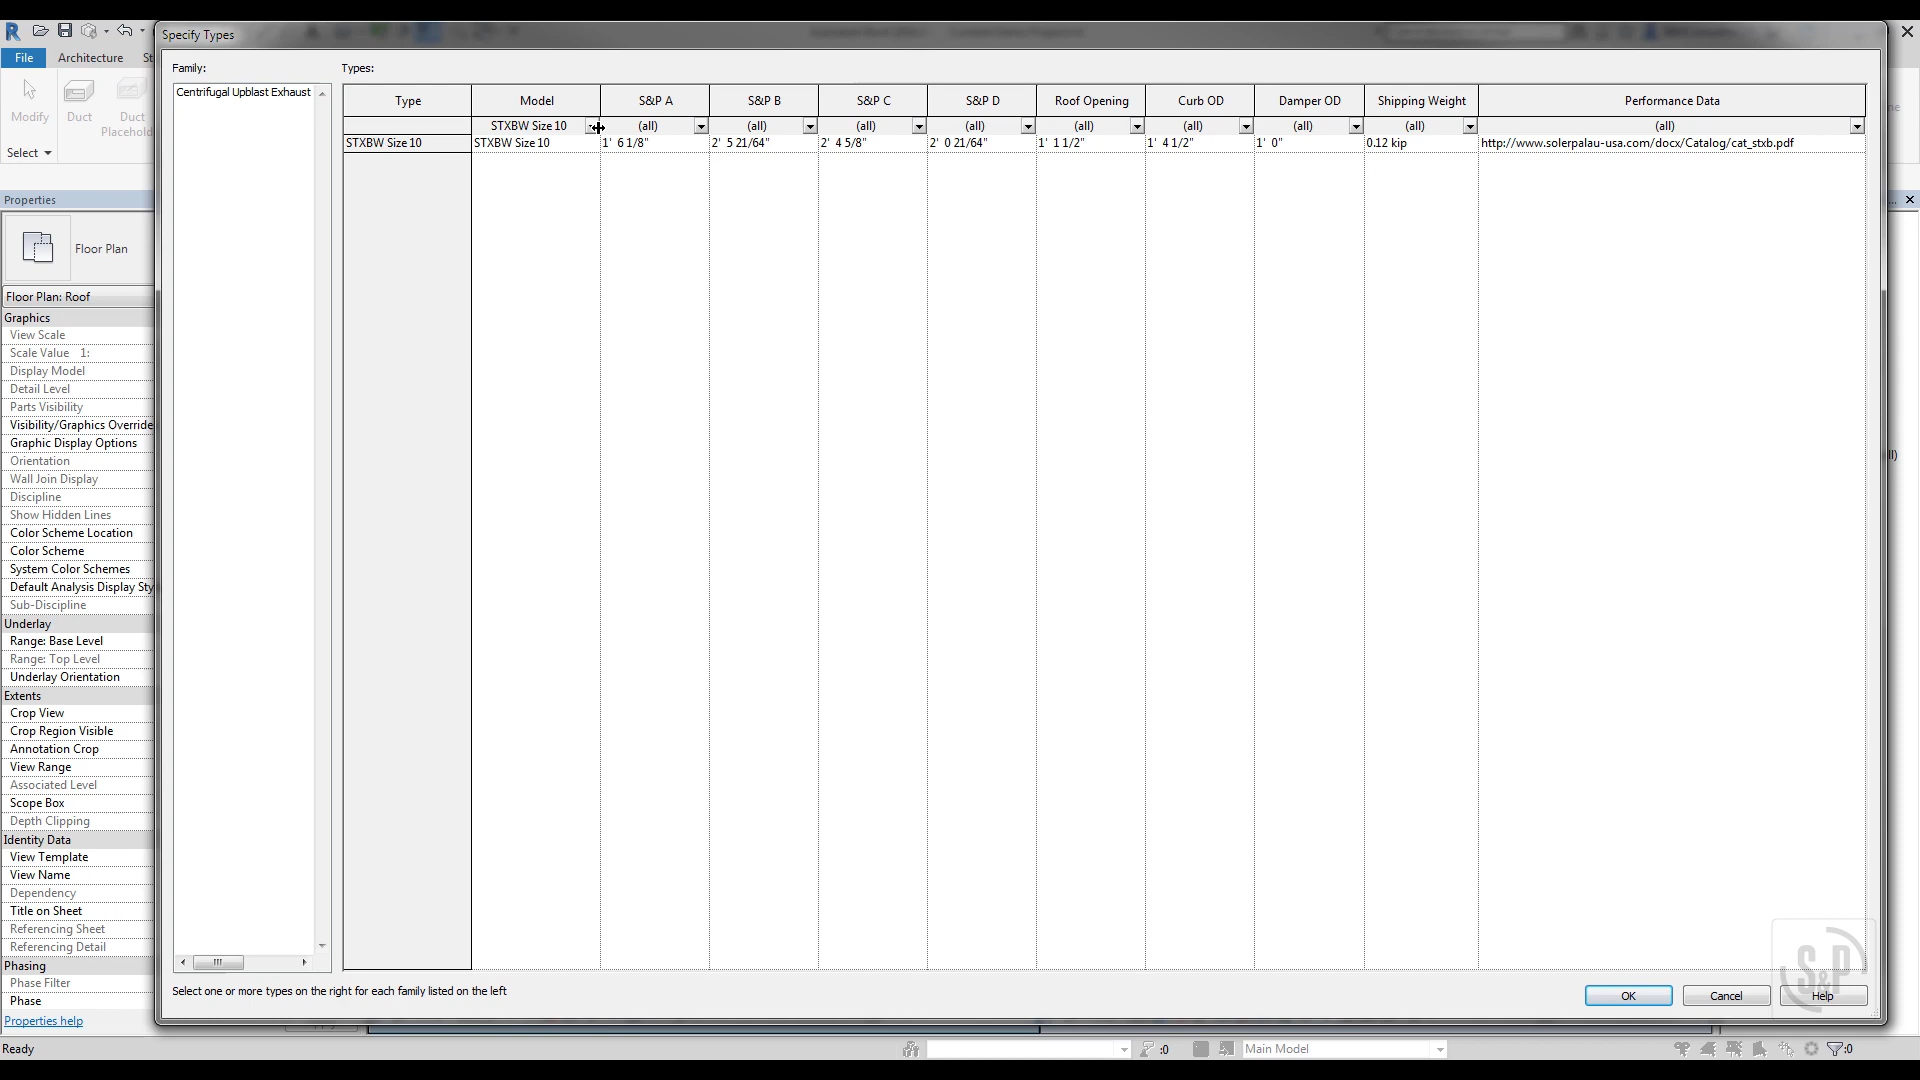 Specify Types
File
Architecture
St
Modify
Duct
Duct
Placehold
Select
Family:
Types:
Centrifugal Upblast Exhaust
Type Model S&P A S&P B S&P C S&P D Roof Opening Curb OD Damper OD Shipping Weight Performance Data
STXBW Size 10 (all) (all) (all) (all) (all) (all) (all) (all) (all)
STXBW Size 10 STXBW Size 10 1' 6 1/8" 2' 5 21/64" 2' 4 5/8" 2' 0 21/64" 1' 1 1/2" 1' 4 1/2" 1' 0" 0.12 kip http://www.solerpalau-usa.com/docx/Catalog/cat_stxb.pdf
Properties
Floor Plan
Floor Plan: Roof
Graphics
View Scale
Scale Value 1:
Display Model
Detail Level
Parts Visibility
Visibility/Graphics Override
Graphic Display Options
Orientation
Wall Join Display
Discipline
Show Hidden Lines
Color Scheme Location
Color Scheme
System Color Schemes
Default Analysis Display Sty
Sub-Discipline
Underlay
Range: Base Level
Range: Top Level
Underlay Orientation
Extents
Crop View
Crop Region Visible
Annotation Crop
View Range
Associated Level
Scope Box
Depth Clipping
Identity Data
View Template
View Name
Dependency
Title on Sheet
Referencing Sheet
Referencing Detail
Phasing
Phase Filter
Phase
Properties help
Select one or more types on the right for each family listed on the left
OK
Cancel
Help
S&P
Ready
:0
Main Model
:0